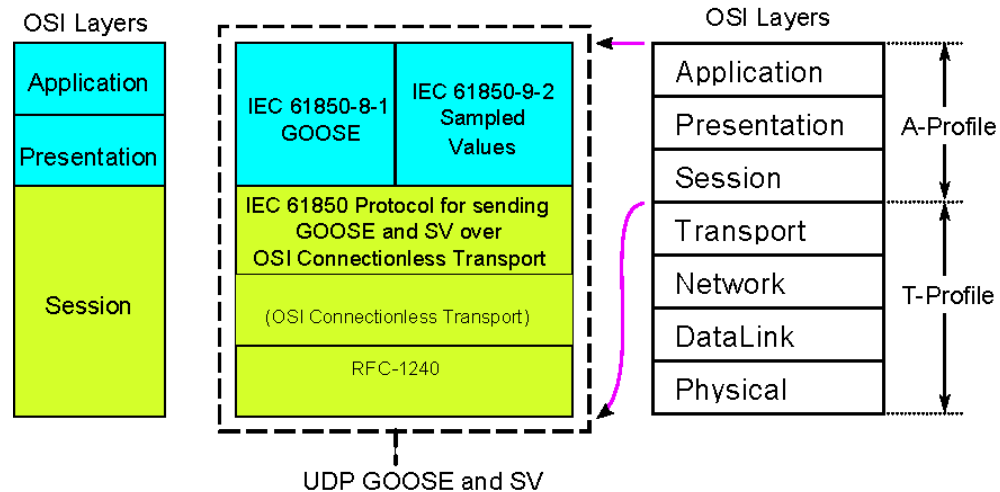 OSI Layers
Application
Presentation
Session
IEC 61850-8-1
GOOSE
IEC 61850-9-2
Sampled
Values
IEC 61850 Protocol for sending
GOOSE and SV over
OSI Connectionless Transport
(OSI Connectionless Transport)
RFC-1240
UDP GOOSE and SV
OSI Layers
Application
Presentation
Session
Transport
Network
DataLink
Physical
A-Profile
T-Profile